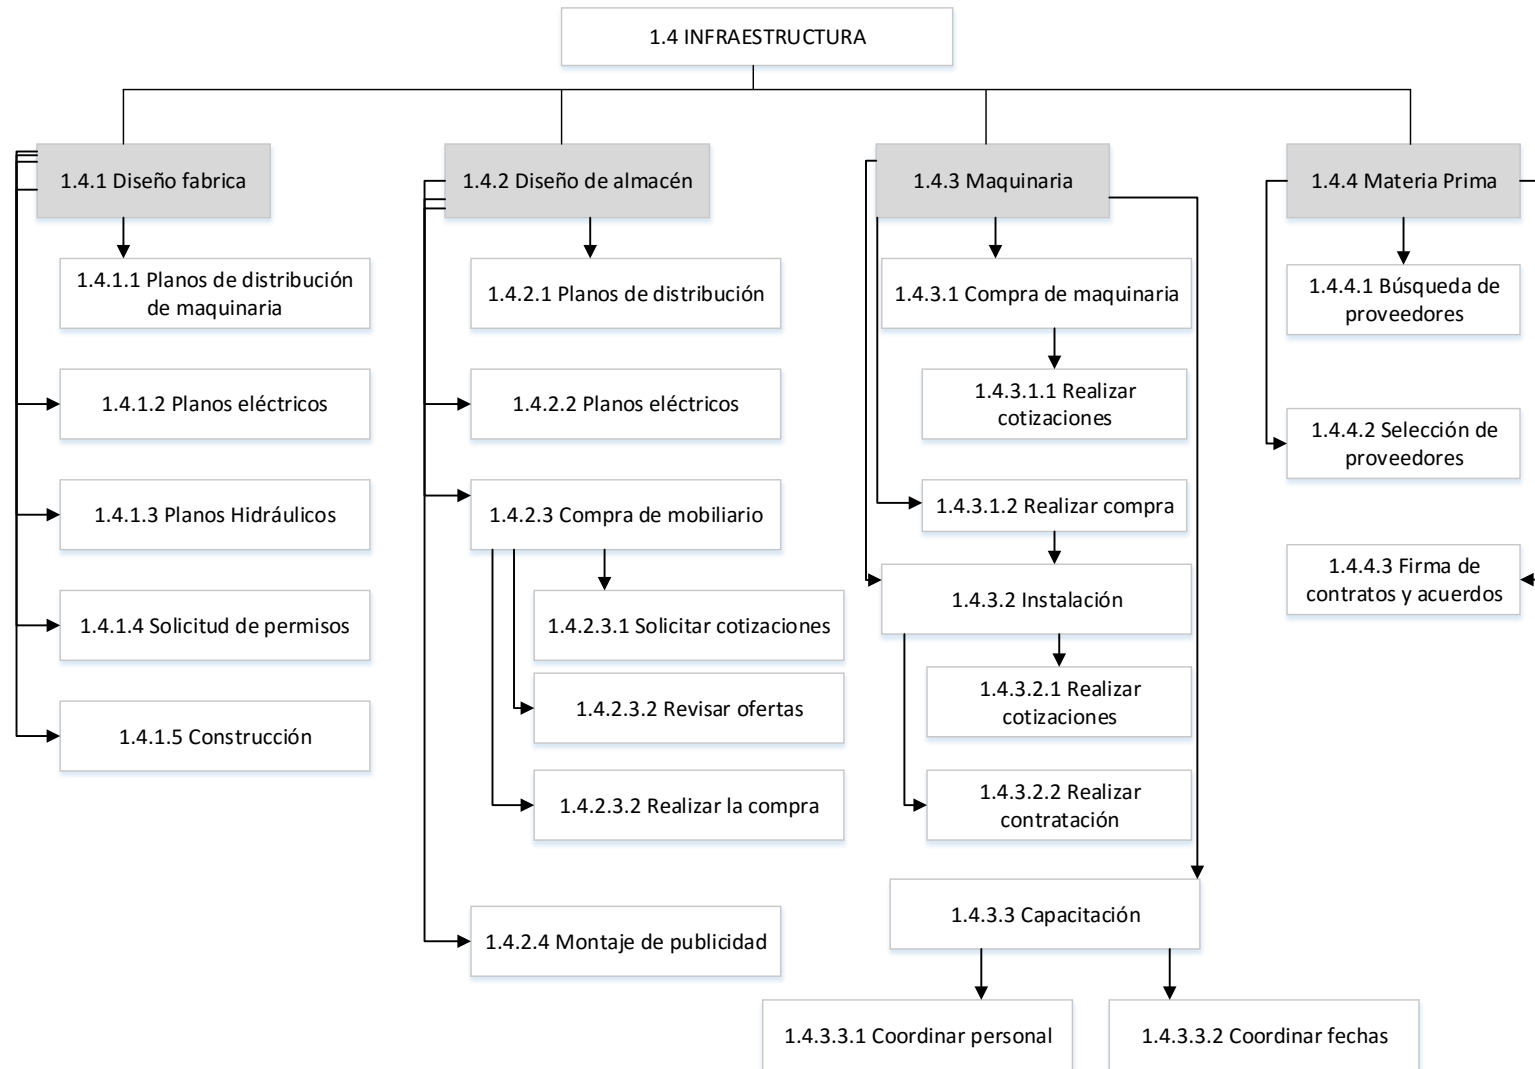 1.4 INFRAESTRUCTURA
1.4.1 Diseño fabrica
1.4.1.1 Planos de distribución
de maquinaria
1.4.1.2 Planos eléctricos
1.4.1.3 Planos Hidráulicos
1.4.1.4 Solicitud de permisos
1.4.1.5 Construcción
1.4.2 Diseño de almacén
1.4.2.1 Planos de distribución
1.4.2.2 Planos eléctricos
1.4.2.3 Compra de mobiliario
1.4.2.3.1 Solicitar cotizaciones
1.4.2.3.2 Revisar ofertas
1.4.2.3.2 Realizar la compra
1.4.2.4 Montaje de publicidad
1.4.3 Maquinaria
1.4.3.1 Compra de maquinaria
1.4.3.1.1 Realizar
cotizaciones
1.4.3.1.2 Realizar compra
1.4.3.2 Instalación
1.4.3.2.1 Realizar
cotizaciones
1.4.3.2.2 Realizar
contratación
1.4.3.3 Capacitación
1.4.3.3.1 Coordinar personal
1.4.3.3.2 Coordinar fechas
1.4.4 Materia Prima
1.4.4.1 Búsqueda de
proveedores
1.4.4.2 Selección de
proveedores
1.4.4.3 Firma de
contratos y acuerdos